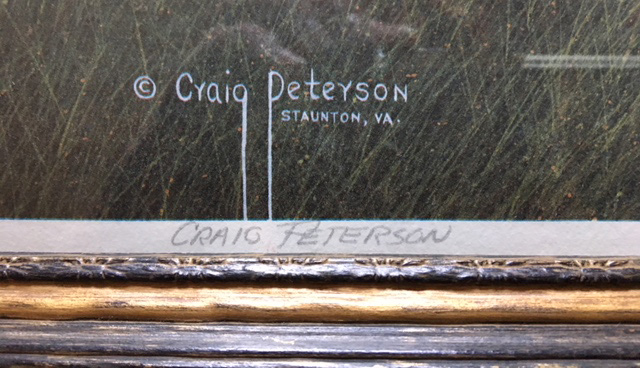 © Craig Peterson
STAUNTON, VA.
CRAIG PETERSON